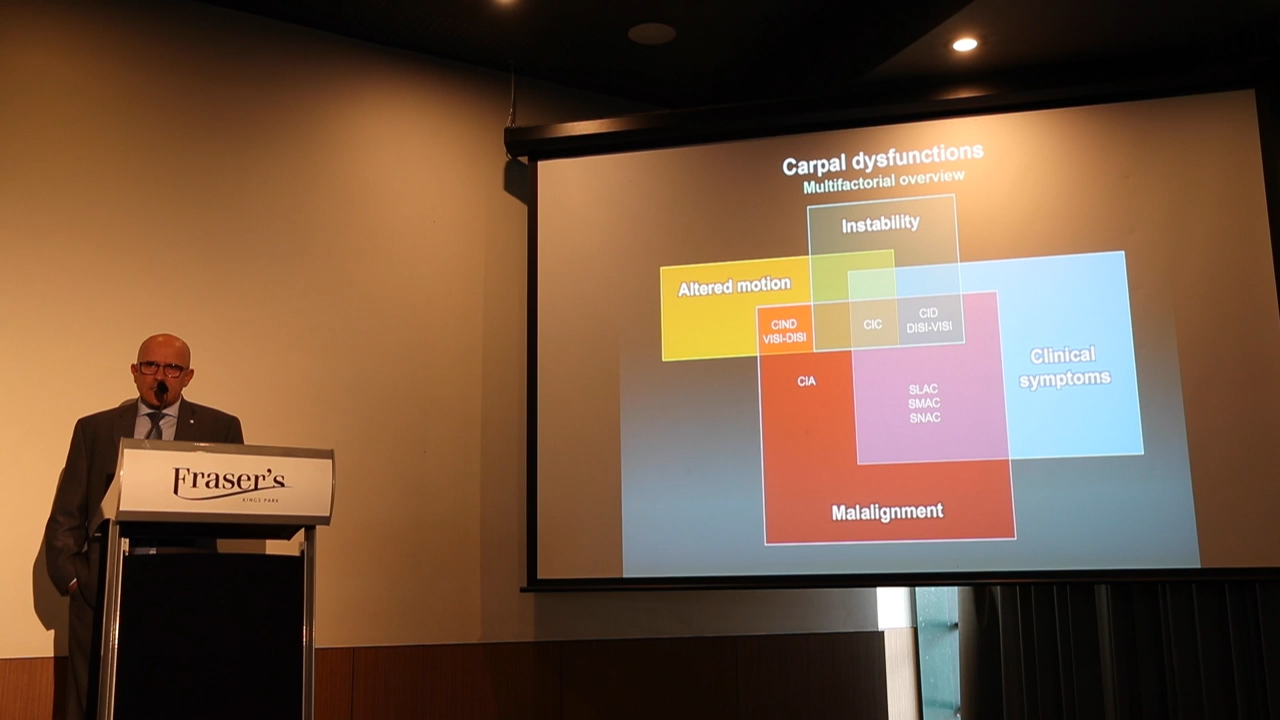 Carpal dysfunctions
Multifactorial overview
Instability
Altered motion
CIND
VISI-DISI
CIC
CID
DISI-VISI
Clinical
symptoms
CIA
SLAC
SMAC
SNAC
Malalignment
Fraser's
KINGS PARK